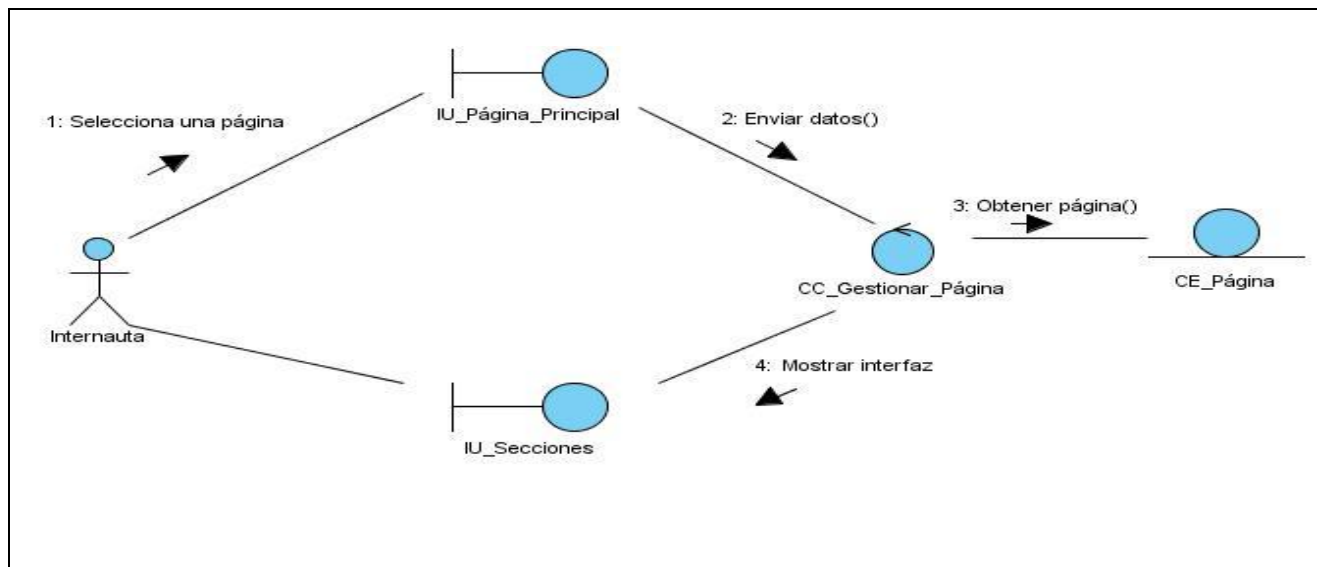 IU_Página_Principal
1: Selecciona una página
2: Enviar datos()
3: Obtener página()
CC_Gestionar_Página
CE_Página
Internauta
4: Mostrar interfaz
IU_Secciones